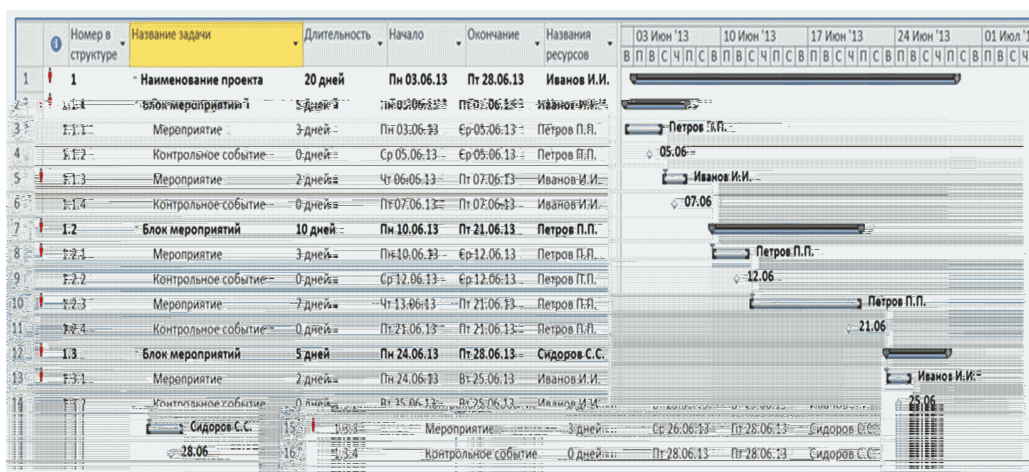 Номер в структуре Название задачи Длительность Начало Окончание Названия ресурсов 03 Июн '13 10 Июн '13 17 Июн '13 24 Июн '13 01 Июл '1
В П В С Ч П С В П В С Ч П С В П В С Ч П С В П В С Ч П С В П В С Ч
1 1 Наименование проекта 20 дней Пн 03.06.13 Пт 28.06.13 Иванов И.И.
Блок мероприятий 1
3 1.1.1 Мероприятие 3 дней Пн 03.06.13 Ср 05.06.13 Петров П.П. Петров П.П.
4 1.1.2 Контрольное событие 0 дней Ср 05.06.13 Ср 05.06.13 Петров П.П. 05.06
5 1.1.3 Мероприятие 2 дней Чт 06.06.13 Пт 07.06.13 Иванов И.И. Иванов И.И.
6 1.1.4 Контрольное событие 0 дней Пт 07.06.13 Пт 07.06.13 Иванов И.И. 07.06
7 1.2 Блок мероприятий 10 дней Пн 10.06.13 Пт 21.06.13 Петров П.П.
8 1.2.1 Мероприятие 3 дней Пн 10.06.13 Ср 12.06.13 Петров П.П. Петров П.П.
9 1.2.2 Контрольное событие 0 дней Ср 12.06.13 Ср 12.06.13 Петров П.П. 12.06
10 1.2.3 Мероприятие 7 дней Чт 13.06.13 Пт 21.06.13 Петров П.П. Петров П.П.
11 1.2.4 Контрольное событие 0 дней Пт 21.06.13 Пт 21.06.13 Петров П.П. 21.06
12 1.3 Блок мероприятий 5 дней Пн 24.06.13 Пт 28.06.13 Сидоров С.С.
13 1.3.1 Мероприятие 2 дней Пн 24.06.13 Вт 25.06.13 Иванов И.И. Иванов И.И.
14 Контрольное событие 0 дней Вт 25.06.13 Вт 25.06.13 Иванов И.И. 25.06
Сидоров С.С. 15 1.3.3 Мероприятие 3 дней Ср 26.06.13 Пт 28.06.13 Сидоров С.С.
28.06 16 1.3.4 Контрольное событие 0 дней Пт 28.06.13 Пт 28.06.13 Сидоров С.С.